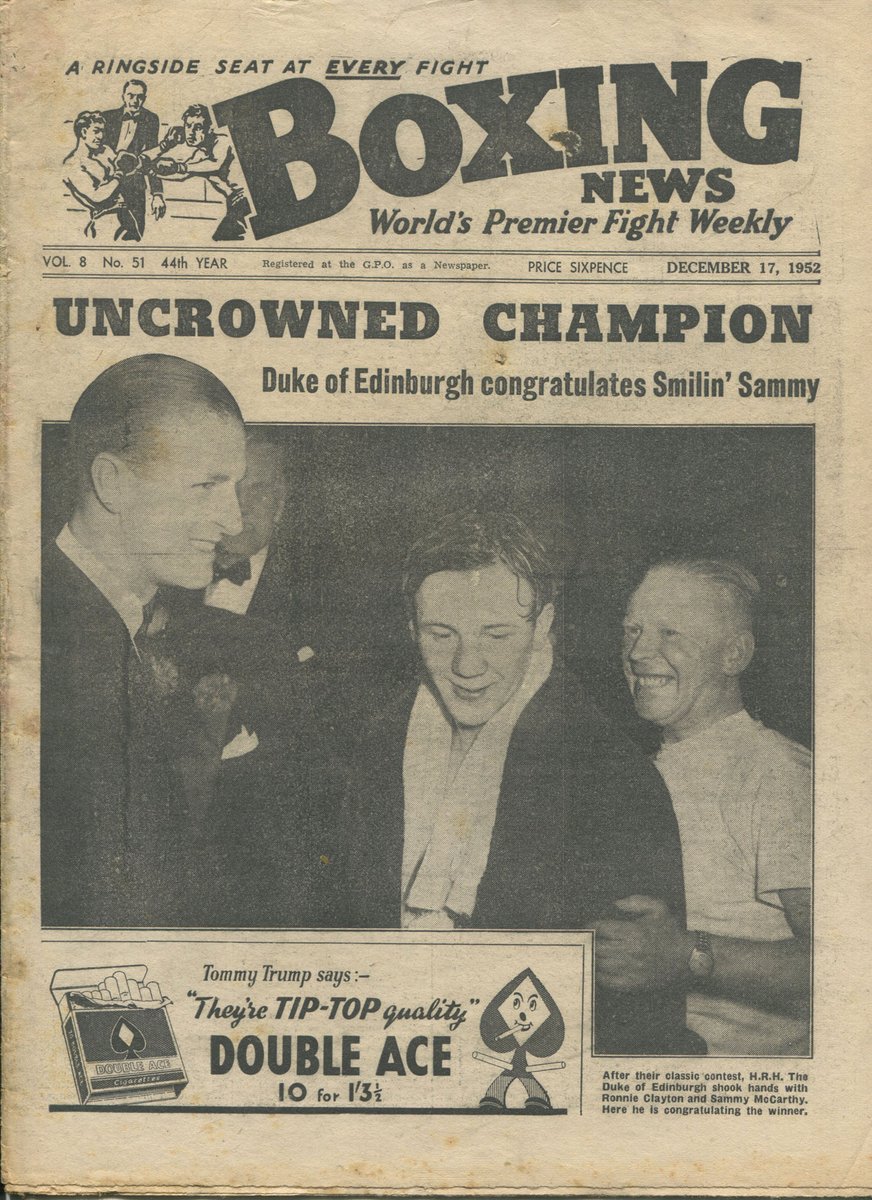 A RINGSIDE SEAT AT EVERY FIGHT
BOXING
NEWS
World's Premier Fight Weekly
VOL. 8 No. 51 44th YEAR Registered at the G.P.O. as a Newspaper. PRICE SIXPENCE DECEMBER 17, 1952
UNCROWNED CHAMPION
Duke of Edinburgh congratulates Smilin' Sammy
Tommy Trump says :–
"They're TIP-TOP quality"
DOUBLE ACE
10 for 1'3½
DOUBLE ACE
Cigarettes
After their classic contest, H.R.H. The
Duke of Edinburgh shook hands with
Ronnie Clayton and Sammy McCarthy.
Here he is congratulating the winner.